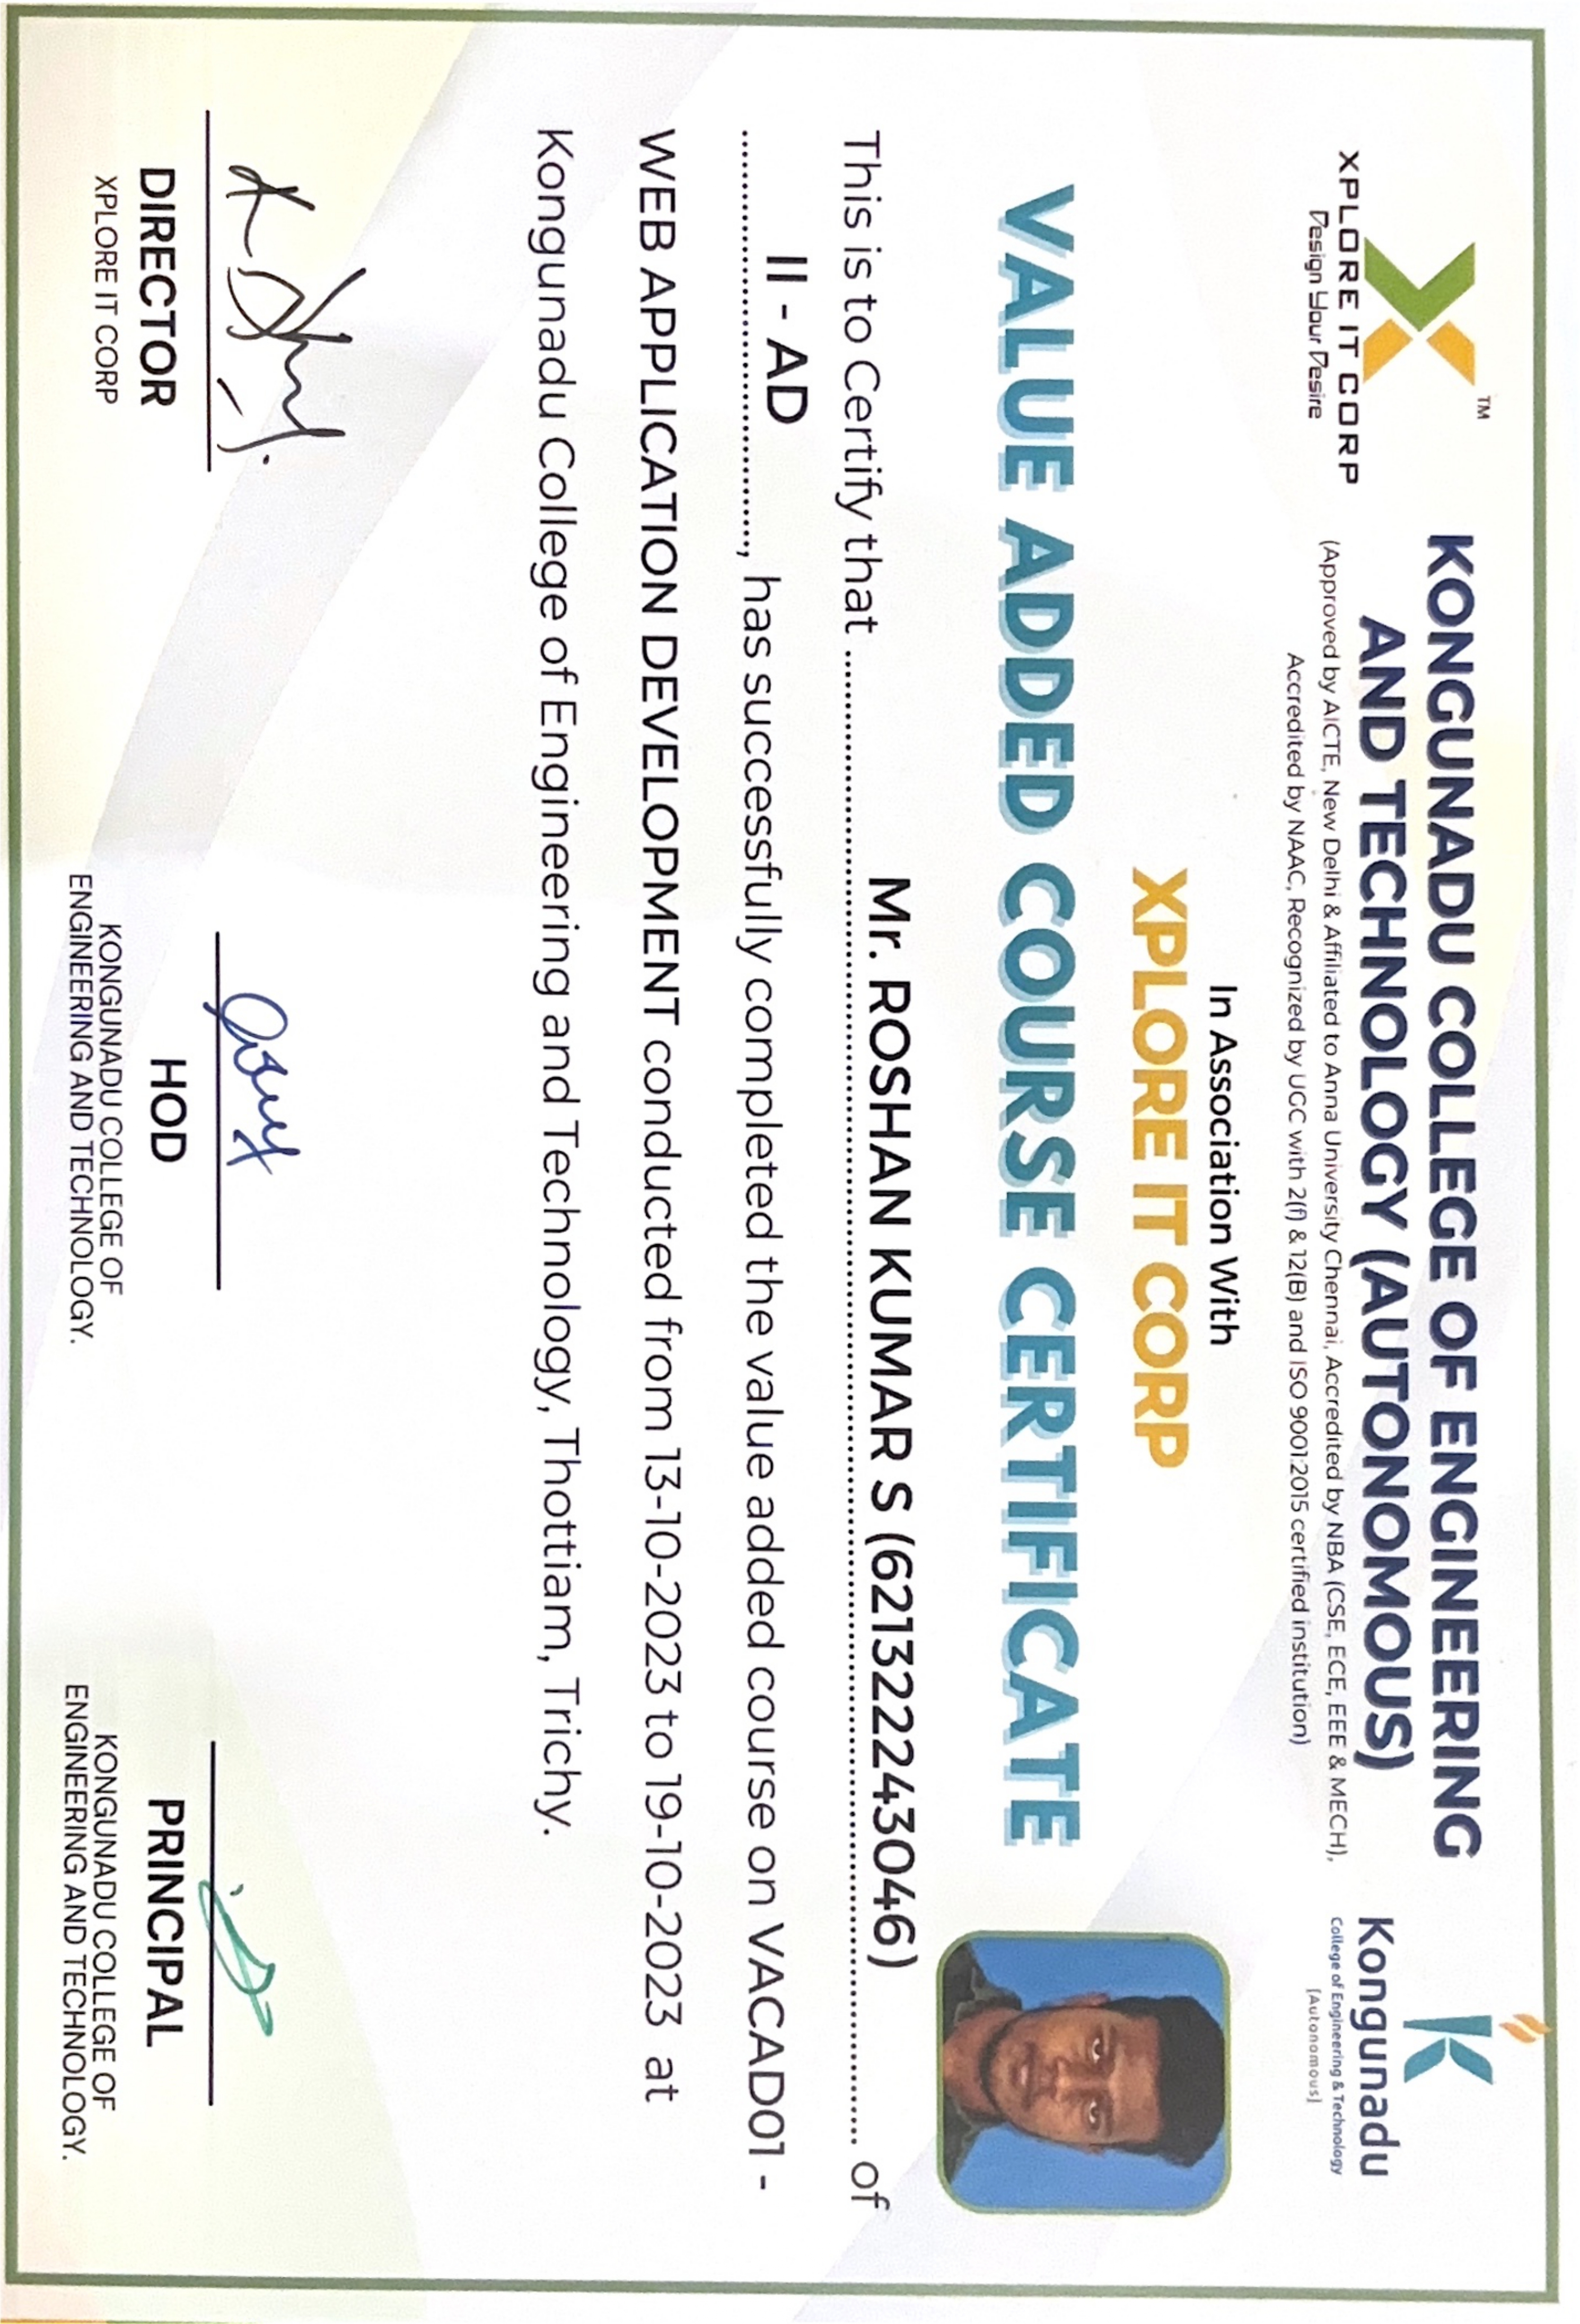 TM
XPLORE IT CORP
Design Your Desire
KONGUNADU COLLEGE OF ENGINEERING
AND TECHNOLOGY (AUTONOMOUS)
(Approved by AICTE, New Delhi & Affiliated to Anna University Chennai, Accredited by NBA (CSE, ECE, EEE & MECH),
Accredited by NAAC, Recognized by UGC with 2(f) & 12(B) and ISO 9001:2015 certified institution)
K
Kongunadu
College of Engineering & Technology
(Autonomous)
In Association With
XPLORE IT CORP
VALUE ADDED COURSE CERTIFICATE
This is to Certify that Mr. ROSHAN KUMAR S (621322243046) of
II - AD, has successfully completed the value added course on VACAD01 -
WEB APPLICATION DEVELOPMENT conducted from 13-10-2023 to 19-10-2023 at
Kongunadu College of Engineering and Technology, Thottiam, Trichy.
DIRECTOR
XPLORE IT CORP
HOD
KONGUNADU COLLEGE OF
ENGINEERING AND TECHNOLOGY.
PRINCIPAL
KONGUNADU COLLEGE OF
ENGINEERING AND TECHNOLOGY.